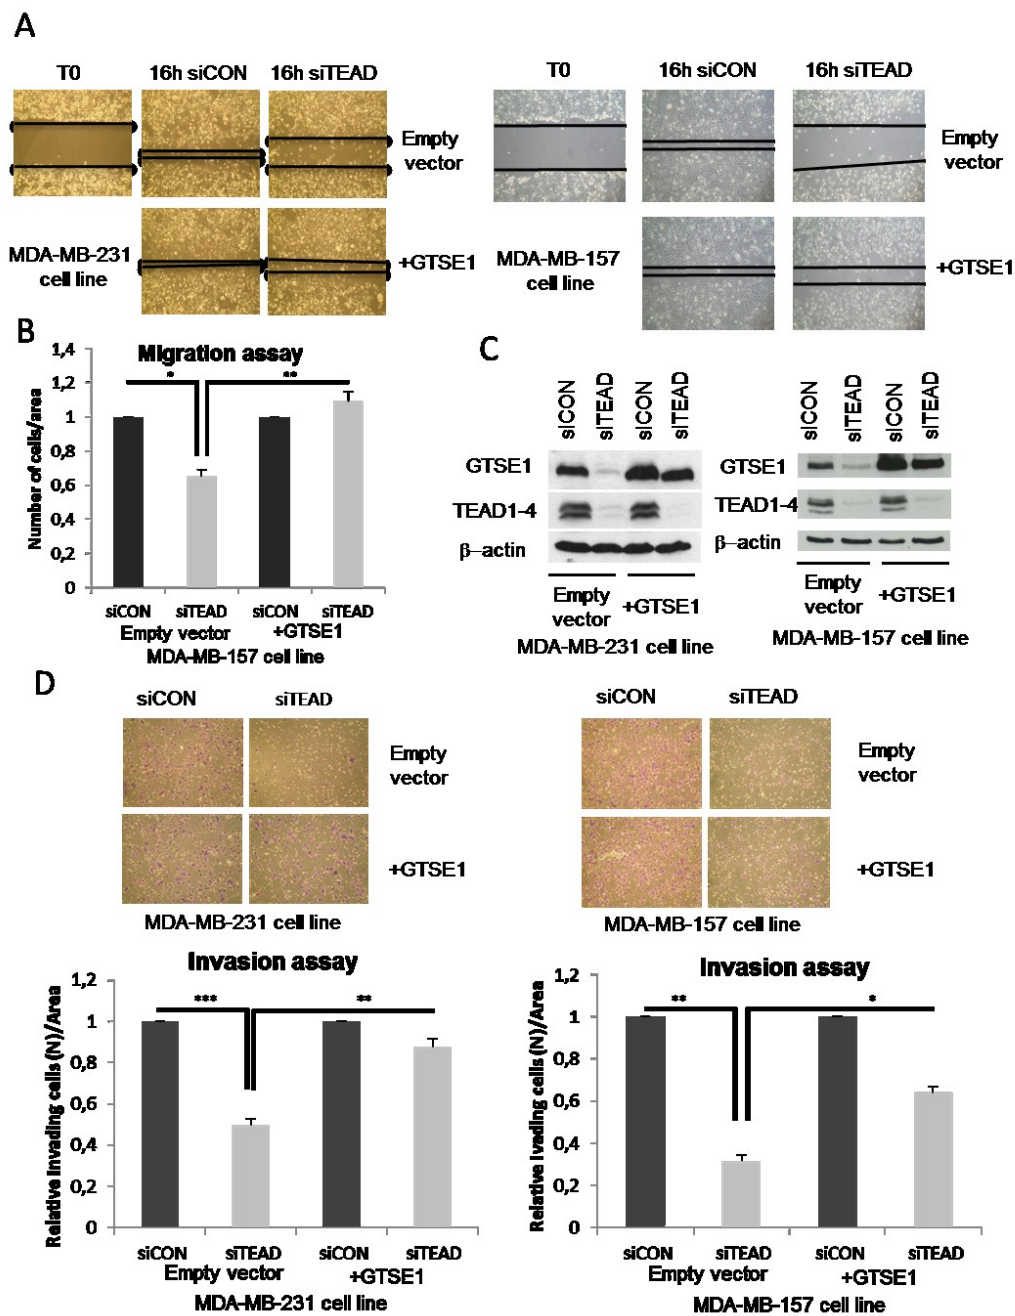 A
T0 16h siCON 16h siTEAD
Empty
vector
MDA-MB-231
cell line
+GTSE1
T0 16h siCON 16h siTEAD
Empty
vector
MDA-MB-157
cell line
+GTSE1
B
Migration assay
Number of cells/area
1,4
1,2
1
0,8
0,6
0,4
0,2
0
*
**
siCON siTEAD siCON siTEAD
Empty vector +GTSE1
MDA-MB-157 cell line
C
siCON siTEAD siCON siTEAD
GTSE1
TEAD1-4
β-actin
Empty
vector
+GTSE1
MDA-MB-231 cell line
siCON siTEAD siCON siTEAD
GTSE1
TEAD1-4
β-actin
Empty
vector
+GTSE1
MDA-MB-157 cell line
D
siCON siTEAD
Empty
vector
+GTSE1
MDA-MB-231 cell line
siCON siTEAD
Empty
vector
+GTSE1
MDA-MB-157 cell line
Invasion assay
Relative Invading cells (N)/Area
1,2
1
0,8
0,6
0,4
0,2
0
***
**
siCON siTEAD siCON siTEAD
Empty vector +GTSE1
MDA-MB-231 cell line
Invasion assay
Relative Ivading cells (N)/Area
1,2
1
0,8
0,6
0,4
0,2
0
**
*
siCON siTEAD siCON siTEAD
Empty vector +GTSE1
MDA-MB-157 cell line